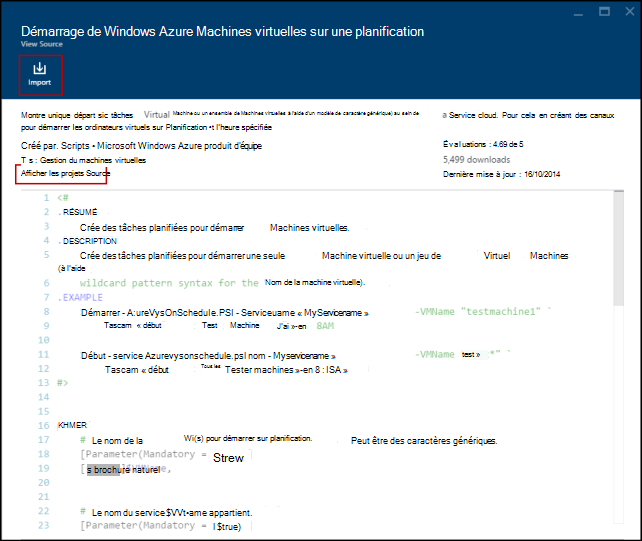 Démarrage de Windows Azure Machines virtuelles sur une planification
View Source
Import
Montre unique départ sic tâches Virtual Machine ou un ensemble de Machines virtuelles à l'aide d'un modèle de caractère générique) au sein de a Service cloud. Pour cela en créant des canaux
pour démarrer les ordinateurs virtuels sur Planification •t l'heure spécifiée
Créé par. Scripts • Microsoft Windows Azure produit d'équipe
Évaluations : 4.69 de 5
T s : Gestion du machines virtuelles
5,499 downloads
Afficher les projets Source
Dernière mise à jour : 16/10/2014
1 <#
2 . RÉSUMÉ
3 Crée des tâches planifiées pour démarrer Machines virtuelles.
4 . DESCRIPTION
5 Crée des tâches planifiées pour démarrer une seule Machine virtuelle ou un jeu de Virtuel Machines
(à l'aide
6 wildcard pattern syntax for the Nom de la machine virtuelle).
7 .EXAMPLE
8 Démarrer - A:ureVysOnSchedule.PSI - Serviceuame « MyServicename » -VMName "testmachine1" `
9 Tascam « début Test Machine J'ai »-en 8AM
10
11 Début - service Azurevysonschedule.psl nom - Myservicename » -VMName test » :*" `
12 Tascam « début Tous les Tester machines »-en 8 : ISA »
13 #>
14
15
16 KHMER
17 # Le nom de la Wi(s) pour démarrer sur planification. Peut être des caractères génériques.
18 [Parameter(Mandatory = Strew
19 [s brochure naturel Name,
20
21
22 # Le nom du service $VVt•ame appartient.
23 [Parameter(Mandatory = I $true)